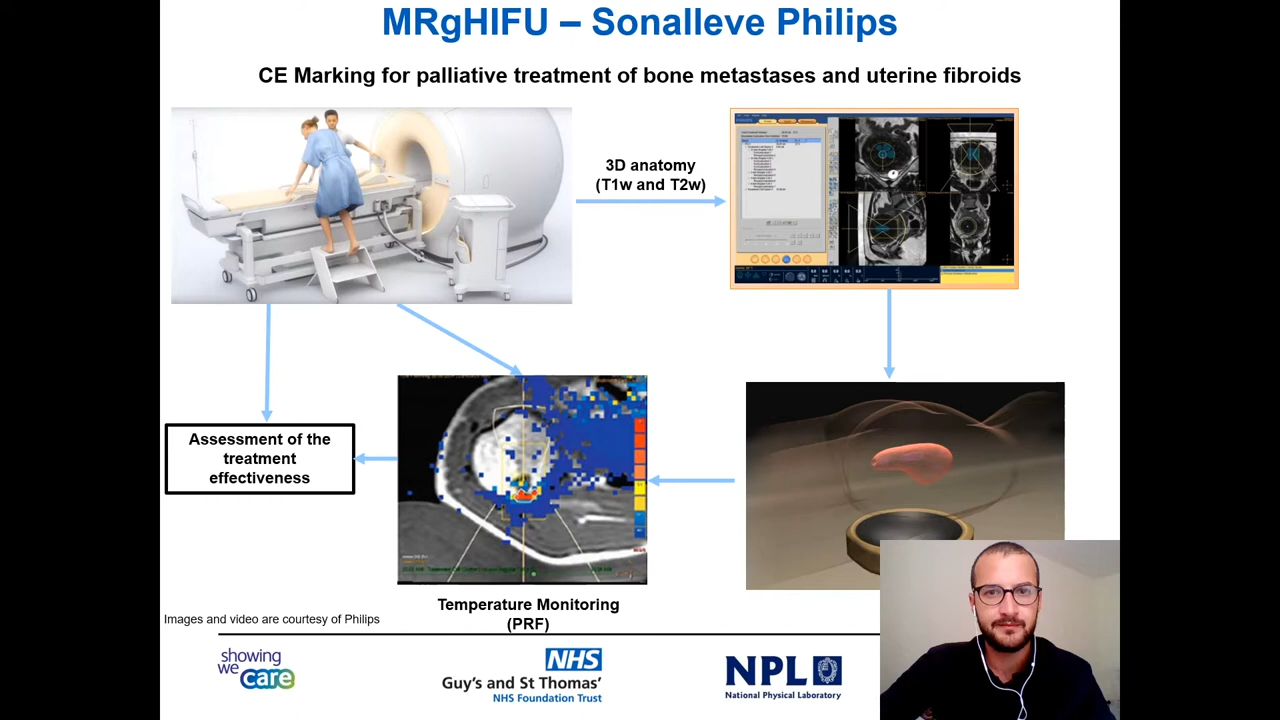 MRgHIFU – Sonalleve Philips
CE Marking for palliative treatment of bone metastases and uterine fibroids
3D anatomy
(T1w and T2w)
Assessment of the
treatment
effectiveness
Temperature Monitoring
(PRF)
Images and video are courtesy of Philips
showing
we
care
NHS
Guy's and St Thomas'
NHS Foundation Trust
NPL
National Physical Laboratory